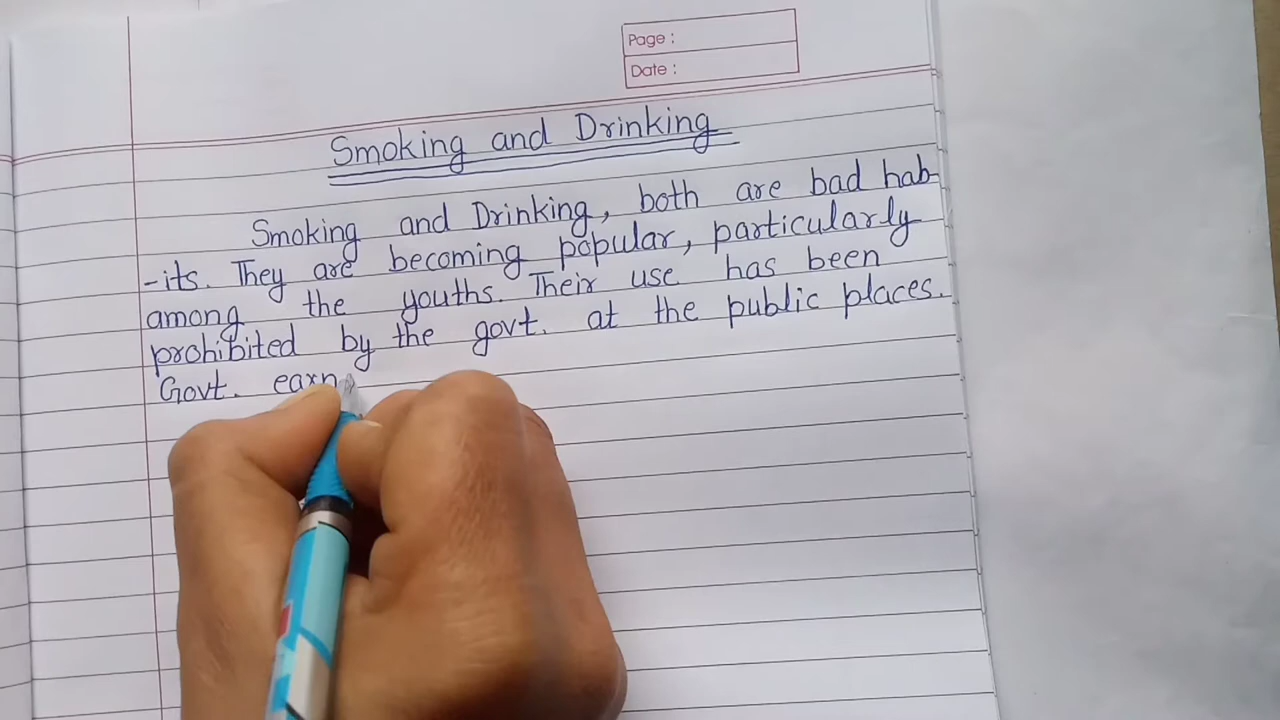 Page :
Date :
Smoking and Drinking
Smoking and Drinking, both are bad hab-
-its. They are becoming popular, particularly
among the youths. Their use has been
prohibited by the govt. at the public places.
Govt. earn